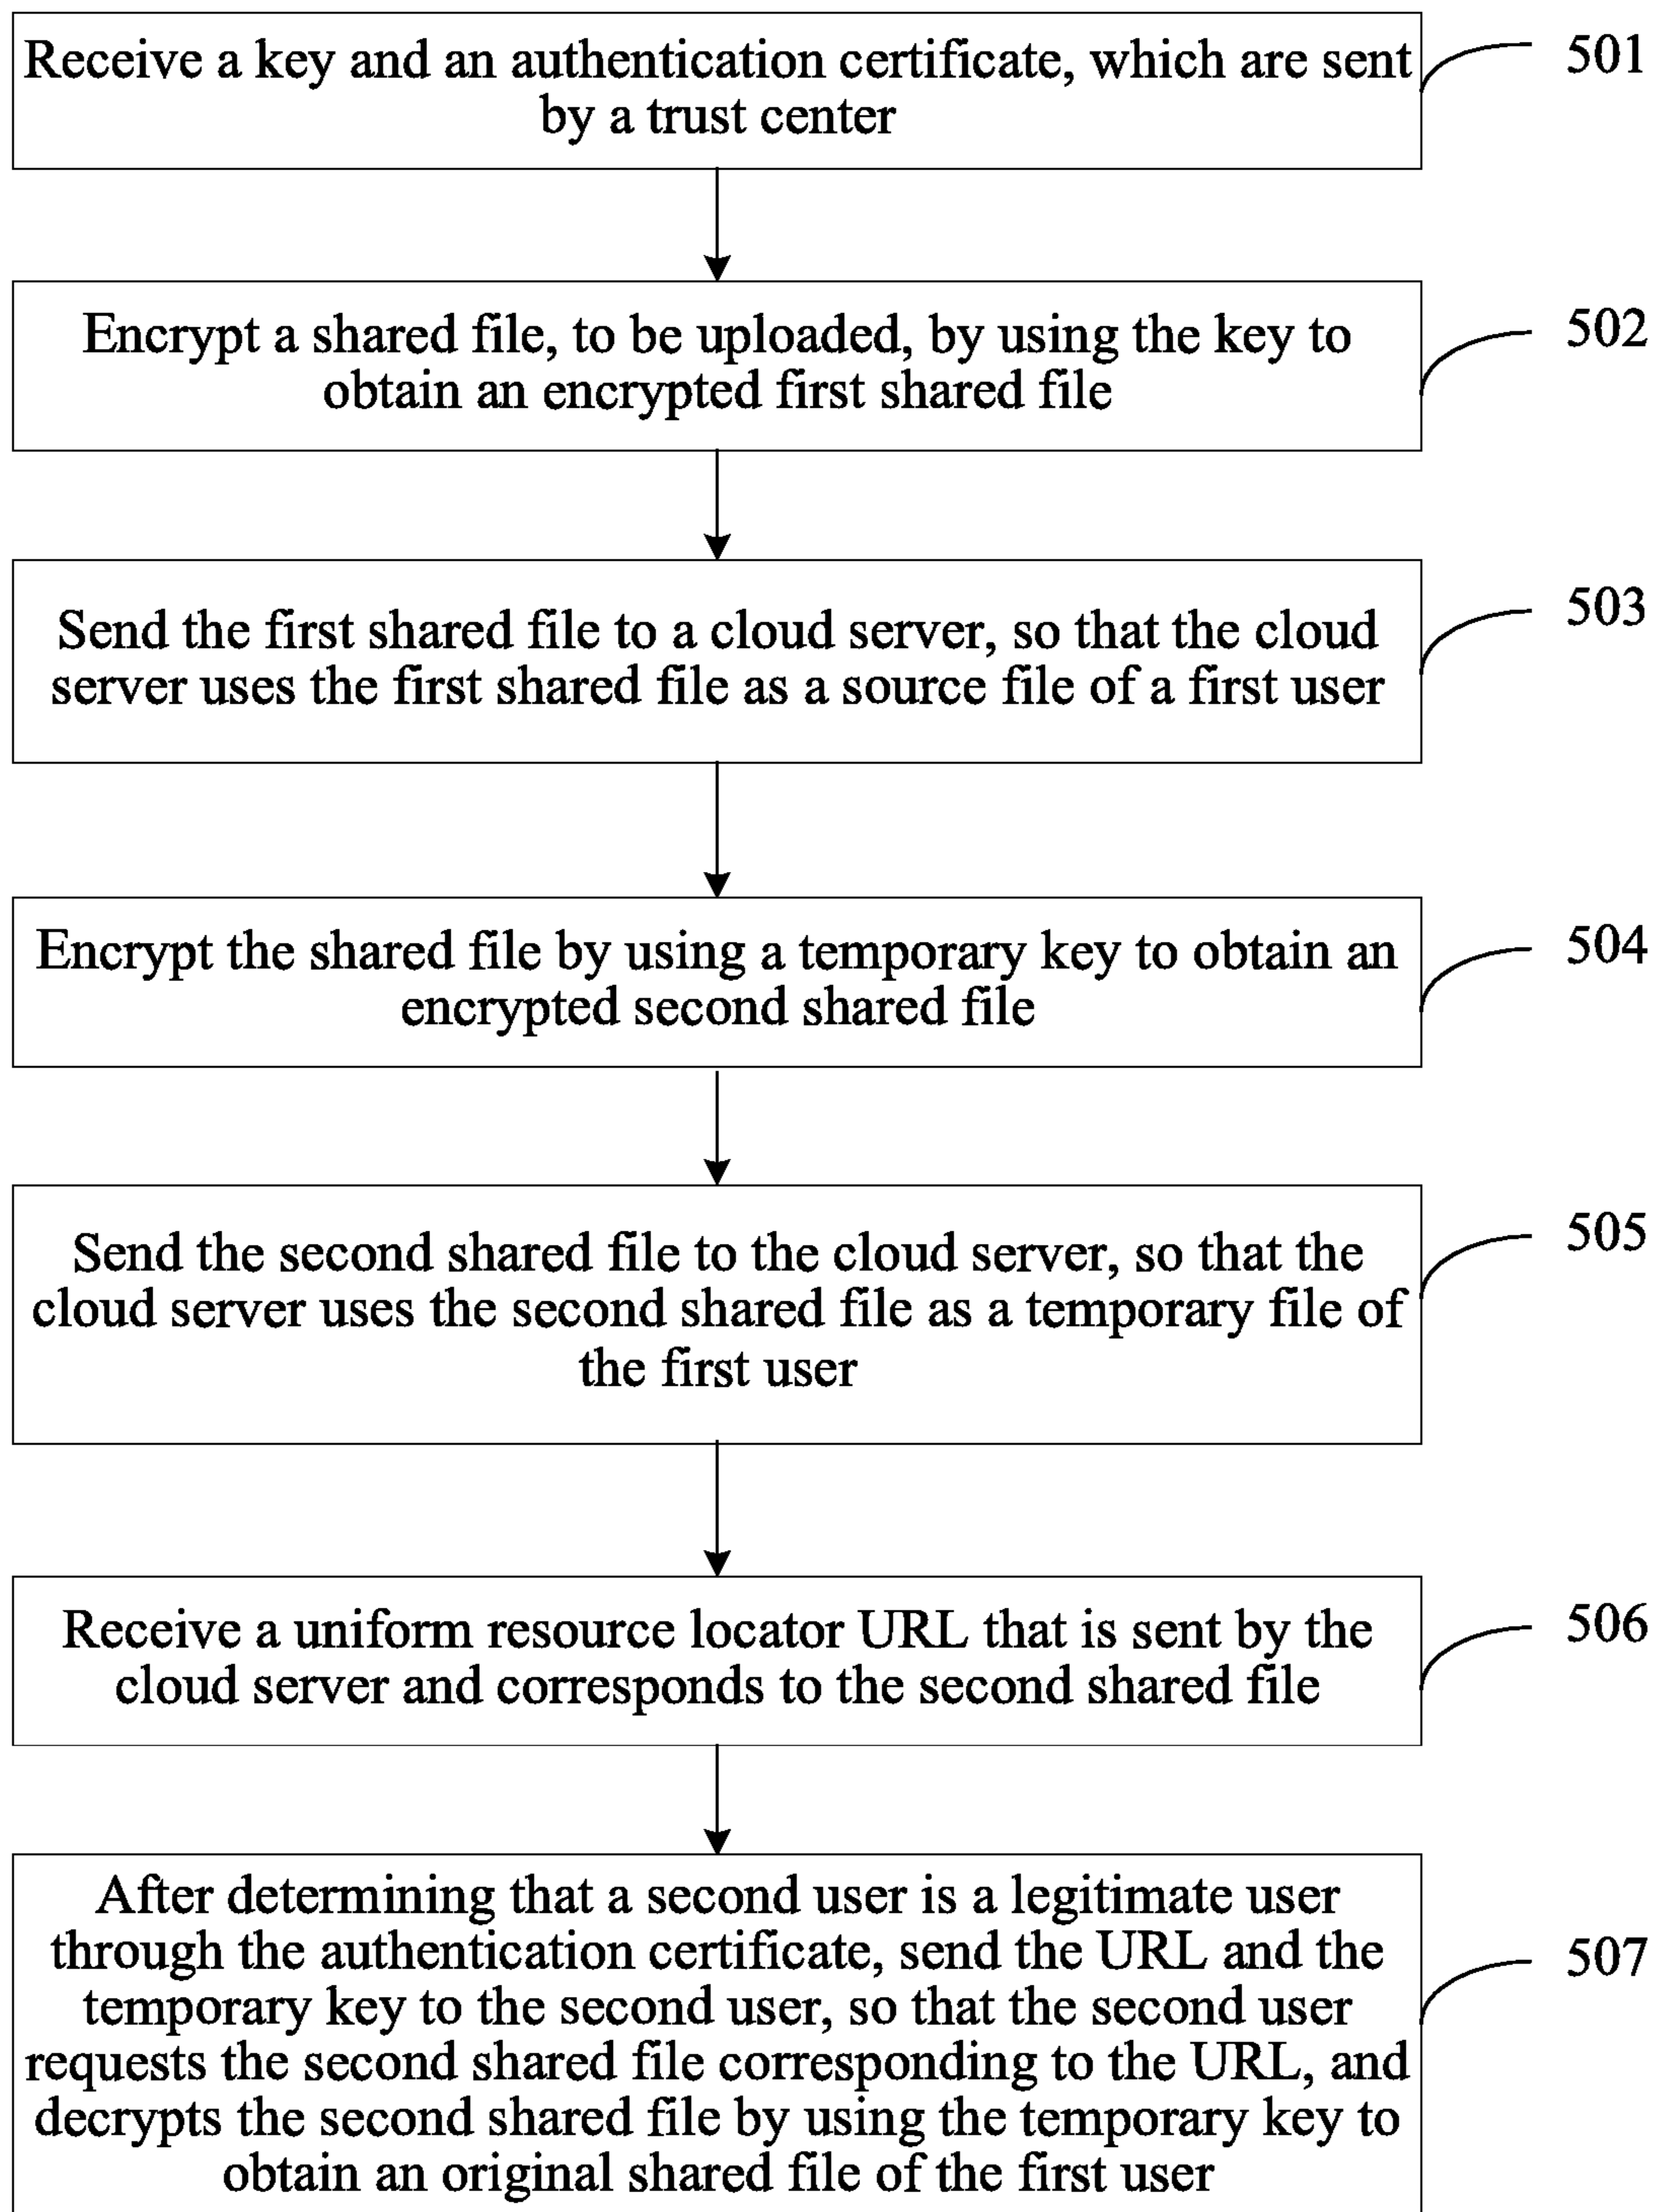 Receive a key and an authentication certificate, which are sent
by a trust center
501
Encrypt a shared file, to be uploaded, by using the key to
obtain an encrypted first shared file
502
Send the first shared file to a cloud server, so that the cloud
server uses the first shared file as a source file of a first user
503
Encrypt the shared file by using a temporary key to obtain an
encrypted second shared file
504
Send the second shared file to the cloud server, so that the
cloud server uses the second shared file as a temporary file of
the first user
505
Receive a uniform resource locator URL that is sent by the
cloud server and corresponds to the second shared file
506
After determining that a second user is a legitimate user
through the authentication certificate, send the URL and the
temporary key to the second user, so that the second user
requests the second shared file corresponding to the URL, and
decrypts the second shared file by using the temporary key to
obtain an original shared file of the first user
507